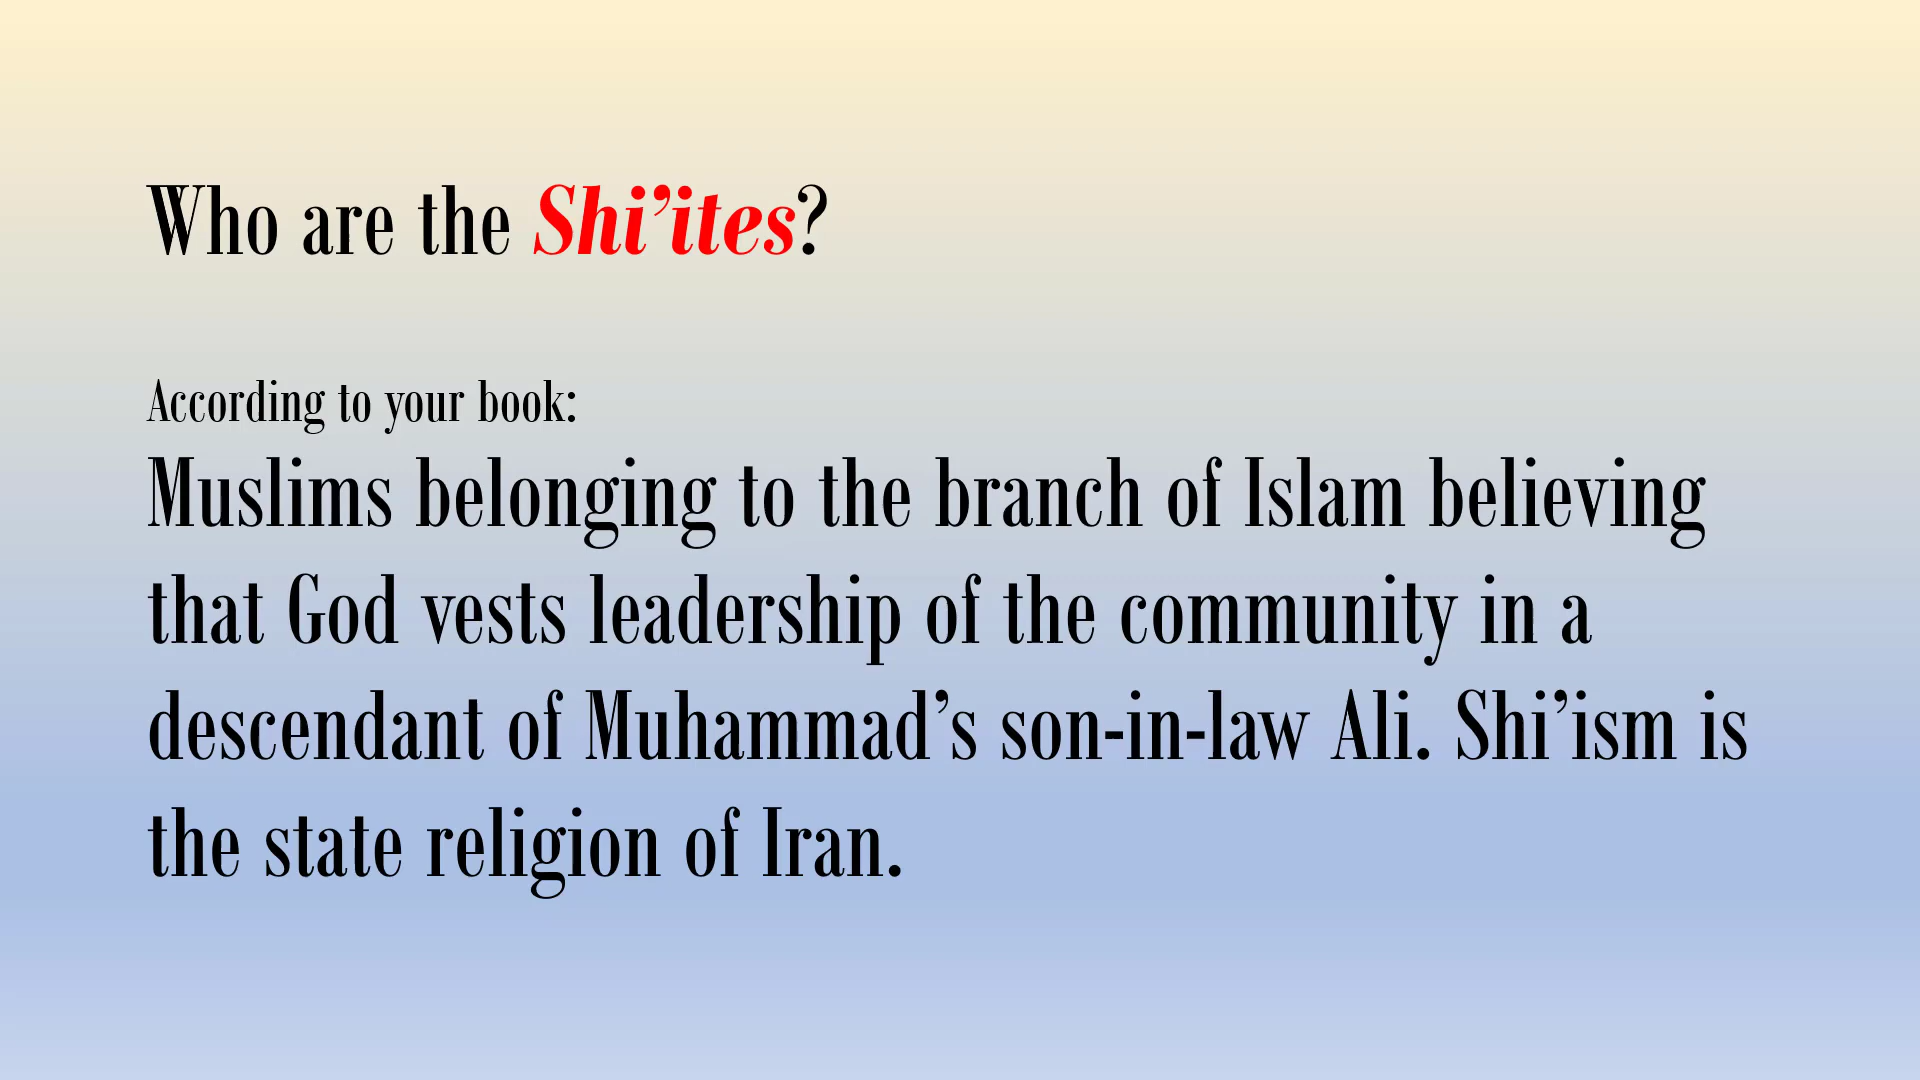 Who are the Shi’ites?
According to your book:
Muslims belonging to the branch of Islam believing
that God vests leadership of the community in a
descendant of Muhammad’s son-in-law Ali. Shi’ism is
the state religion of Iran.